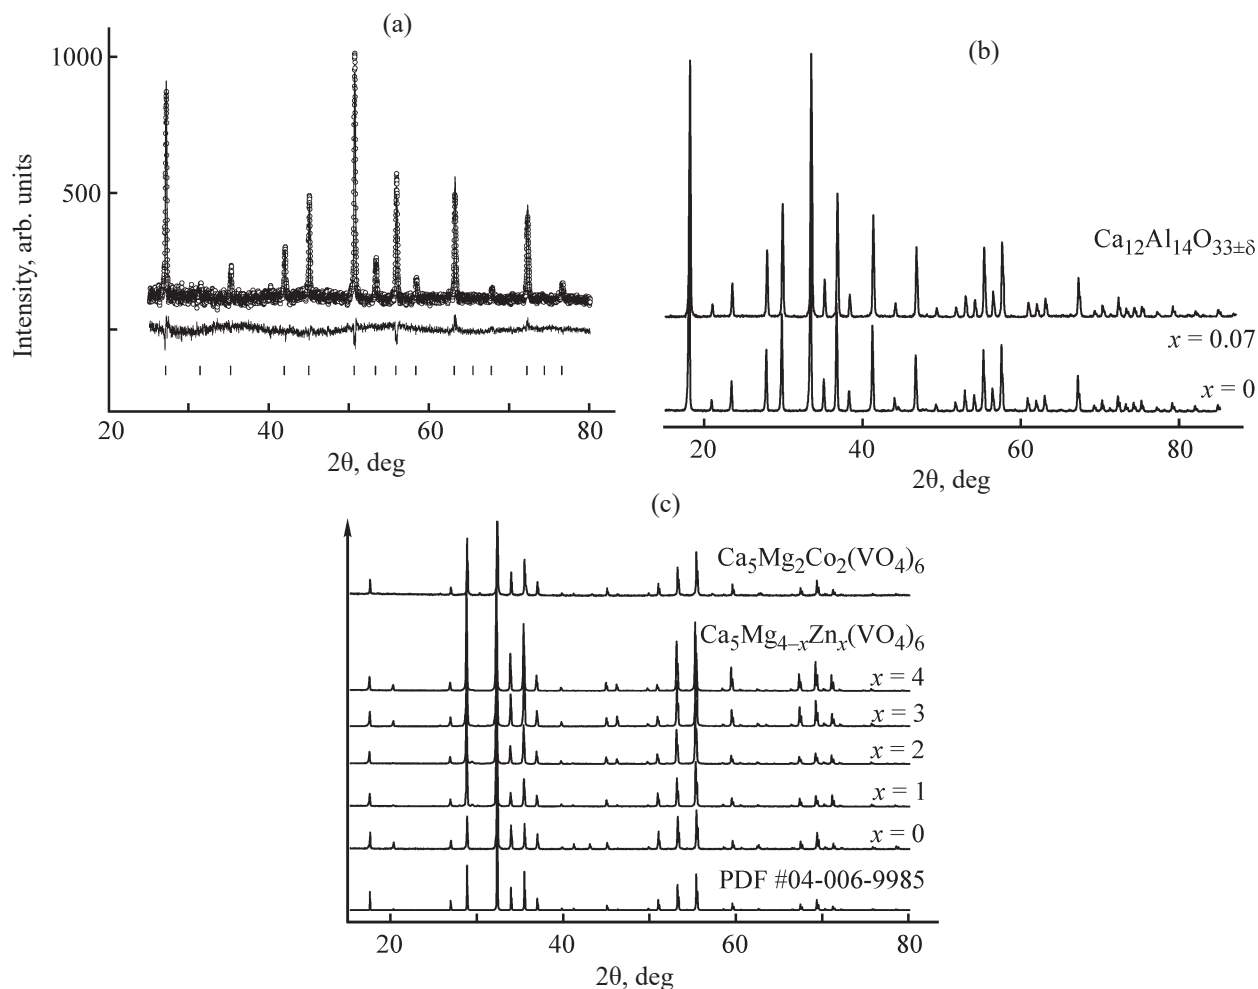 (a)
1000
500
Intensity, arb. units
20
40
60
80
2θ, deg
(b)
Ca₁₂Al₁₄O₃₃±δ
x = 0.07
x = 0
20
40
60
80
2θ, deg
(c)
Ca₅Mg₂Co₂(VO₄)₆
Ca₅Mg₄₋ₓZnₓ(VO₄)₆
x = 4
x = 3
x = 2
x = 1
x = 0
PDF #04-006-9985
20
40
60
80
2θ, deg